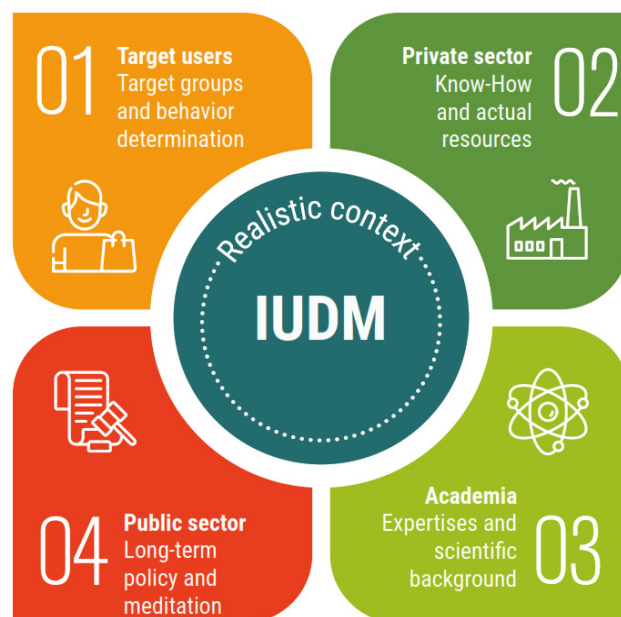 01
Target users
Target groups
and behavior
determination
Private sector
Know-How
and actual
resources
02
Realistic context
IUDM
04
Public sector
Long-term
policy and
meditation
Academia
Expertises and
scientific
background
03